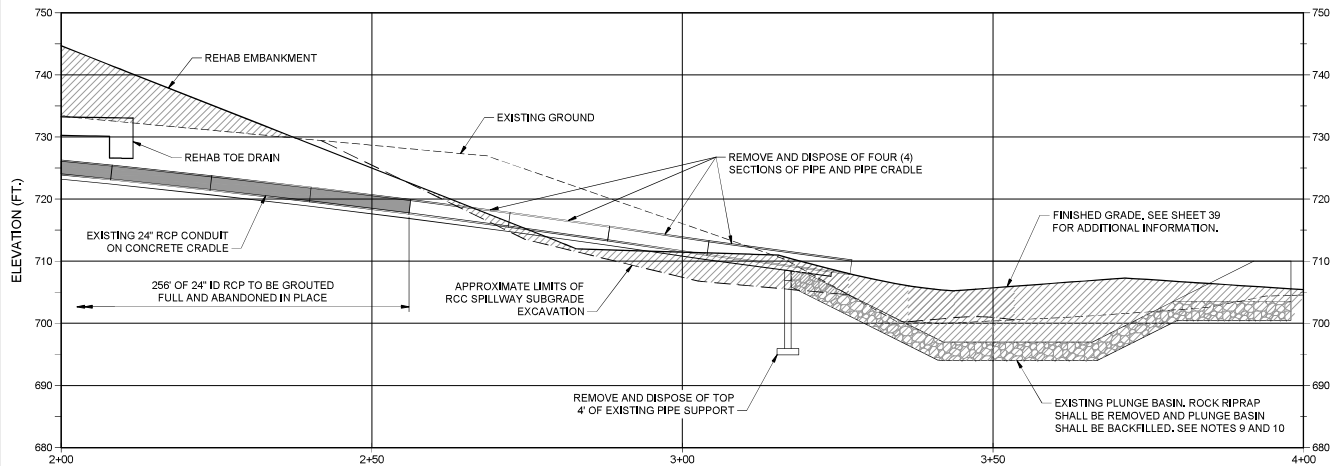 750
750
REHAB EMBANKMENT
740
740
EXISTING GROUND
730
730
REHAB TOE DRAIN
REMOVE AND DISPOSE OF FOUR (4)
SECTIONS OF PIPE AND PIPE CRADLE
ELEVATION (FT.)
720
720
FINISHED GRADE. SEE SHEET 39
FOR ADDITIONAL INFORMATION.
EXISTING 24" RCP CONDUIT
ON CONCRETE CRADLE
710
710
256' OF 24" ID RCP TO BE GROUTED
FULL AND ABANDONED IN PLACE
APPROXIMATE LIMITS OF
RCC SPILLWAY SUBGRADE
EXCAVATION
700
700
690
690
REMOVE AND DISPOSE OF TOP
4' OF EXISTING PIPE SUPPORT
EXISTING PLUNGE BASIN. ROCK RIPRAP
SHALL BE REMOVED AND PLUNGE BASIN
SHALL BE BACKFILLED. SEE NOTES 9 AND 10
680
680
2+00
2+50
3+00
3+50
4+00